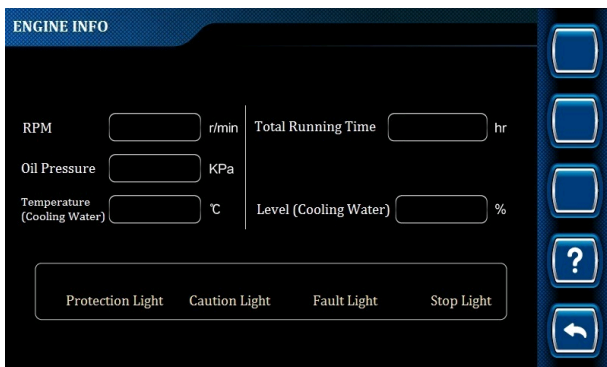 ENGINE INFO
RPM r/min Total Running Time hr
Oil Pressure KPa
Temperature
(Cooling Water) ℃ Level (Cooling Water) %
Protection Light Caution Light Fault Light Stop Light
?